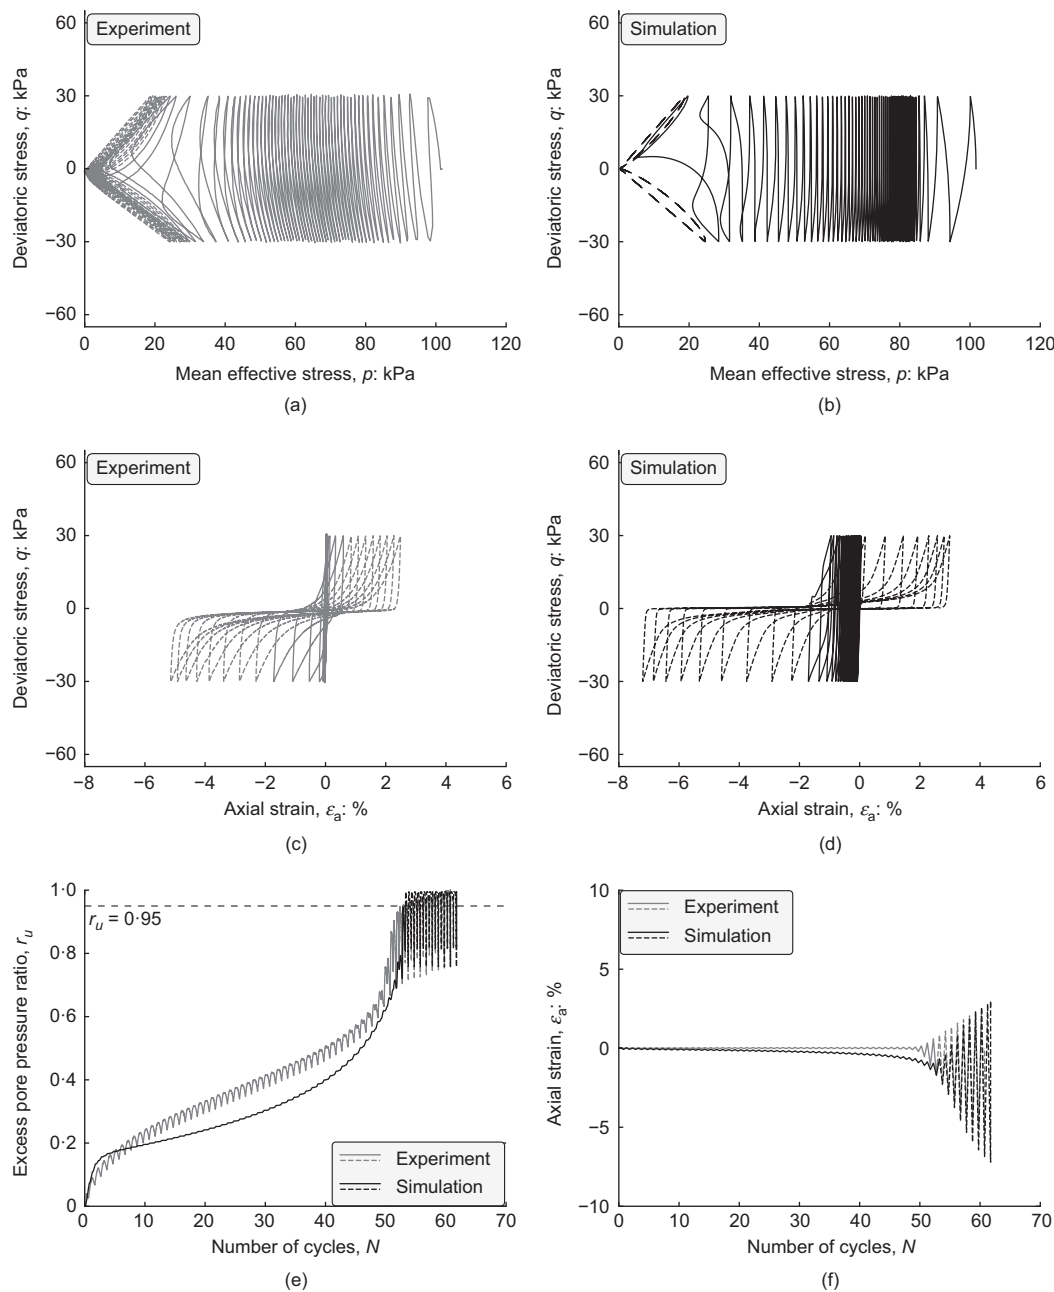 60
Experiment
30
0
−30
−60
Deviatoric stress, q: kPa
0 20 40 60 80 100 120
Mean effective stress, p: kPa
(a)
60
Simulation
30
0
−30
−60
Deviatoric stress, q: kPa
0 20 40 60 80 100 120
Mean effective stress, p: kPa
(b)
60
Experiment
30
0
−30
−60
Deviatoric stress, q: kPa
−8 −6 −4 −2 0 2 4 6
Axial strain, εa: %
(c)
60
Simulation
30
0
−30
−60
Deviatoric stress, q: kPa
−8 −6 −4 −2 0 2 4 6
Axial strain, εa: %
(d)
1·0
ru = 0·95
0·8
0·6
0·4
0·2
0
Excess pore pressure ratio, ru
Experiment
Simulation
0 10 20 30 40 50 60 70
Number of cycles, N
(e)
10
Experiment
Simulation
5
0
−5
−10
Axial strain, εa: %
0 10 20 30 40 50 60 70
Number of cycles, N
(f)